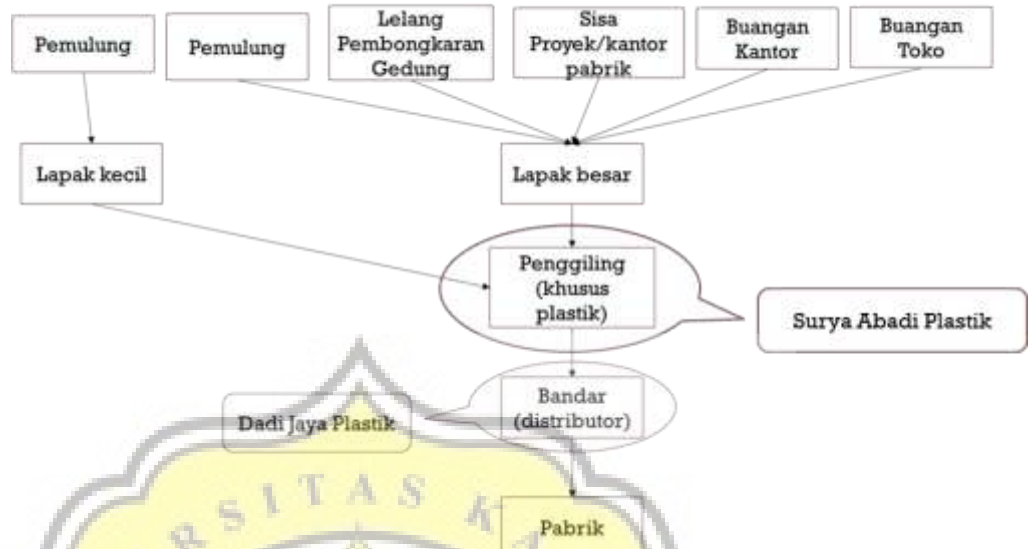 Pemulung
Pemulung
Lelang
Pembongkaran
Gedung
Sisa
Proyek/kantor
pabrik
Buangan
Kantor
Buangan
Toko
Lapak kecil
Lapak besar
Penggiling
(khusus
plastik)
Surya Abadi Plastik
Bandar
(distributor)
Dadi Jaya Plastik
RSITAS K
Pabrik